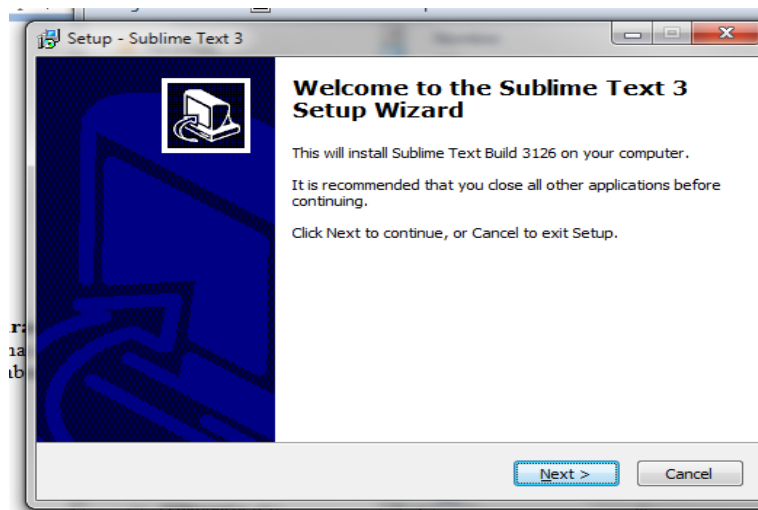 Setup - Sublime Text 3
Welcome to the Sublime Text 3
Setup Wizard
This will install Sublime Text Build 3126 on your computer.
It is recommended that you close all other applications before
continuing.
Click Next to continue, or Cancel to exit Setup.
Next >
Cancel